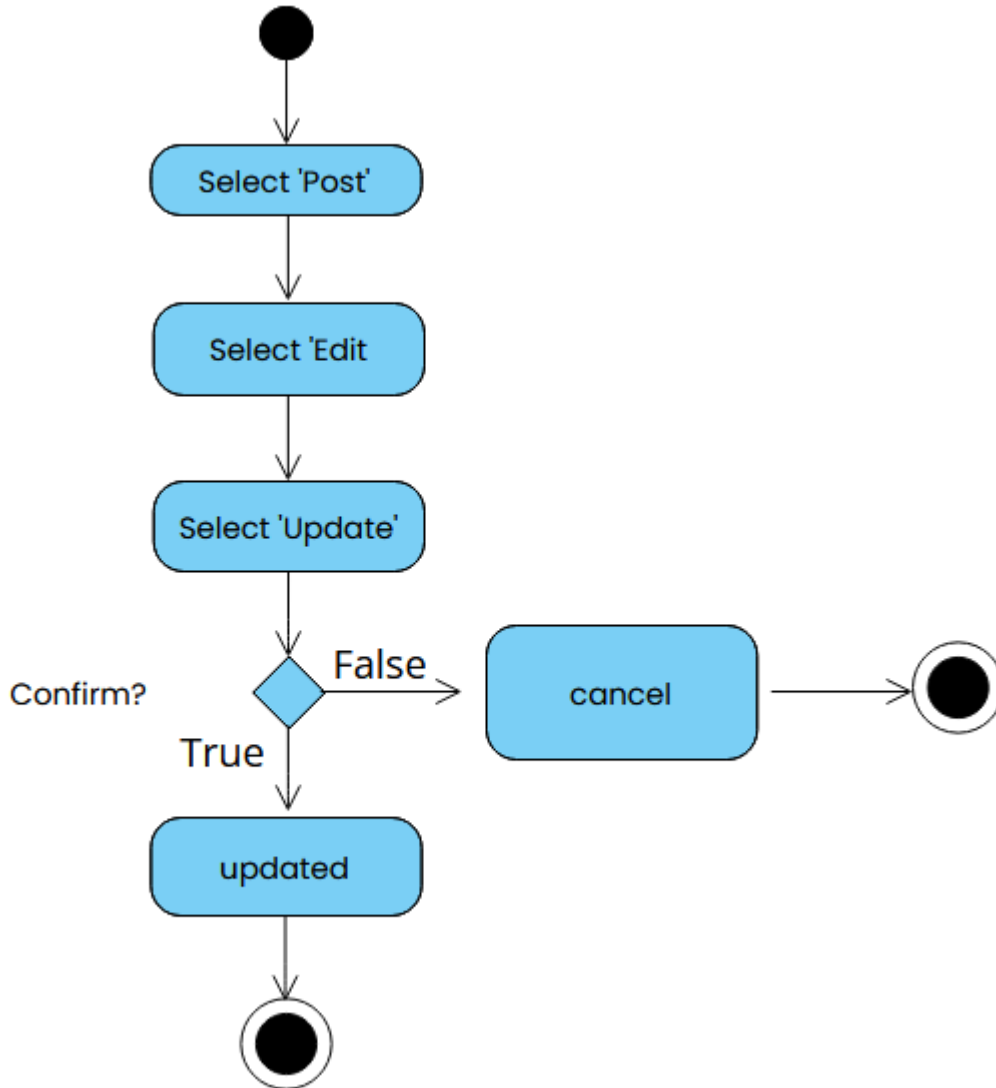 Select 'Post'
Select 'Edit
Select 'Update'
False
Confirm?
cancel
True
updated